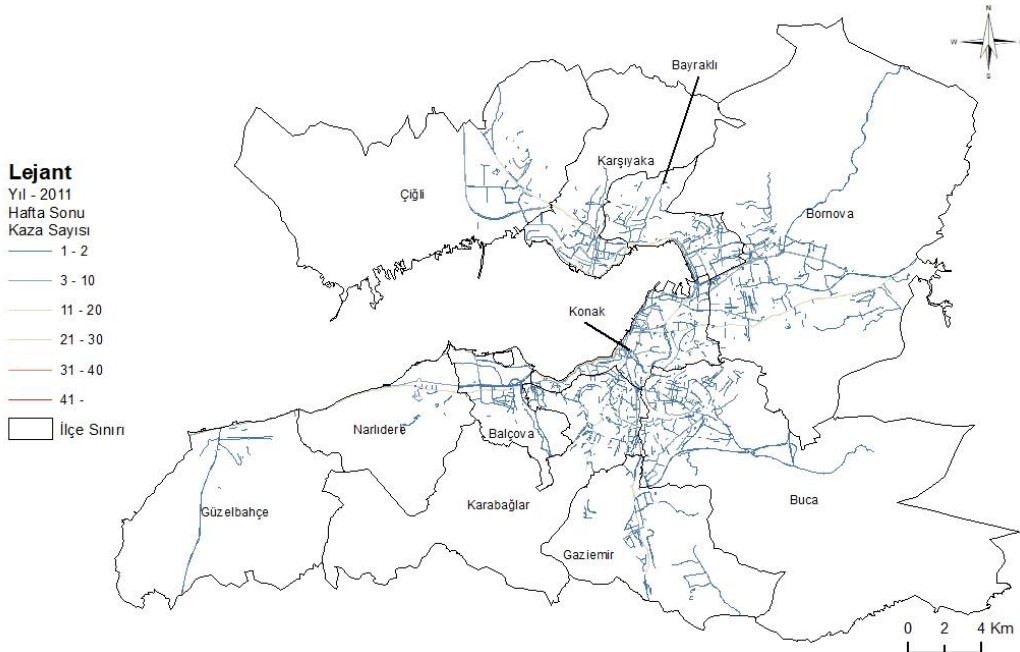 N
W
S
Bayraklı
Karşıyaka
Çiğli
Bornova
Lejant
Yıl - 2011
Hafta Sonu
Kaza Sayısı
1 - 2
3 - 10
11 - 20
21 - 30
31 - 40
41 -
İlçe Sınırı
Konak
Narlıdere
Balçova
Karabağlar
Buca
Güzelbahçe
Gaziemir
0 2 4 Km